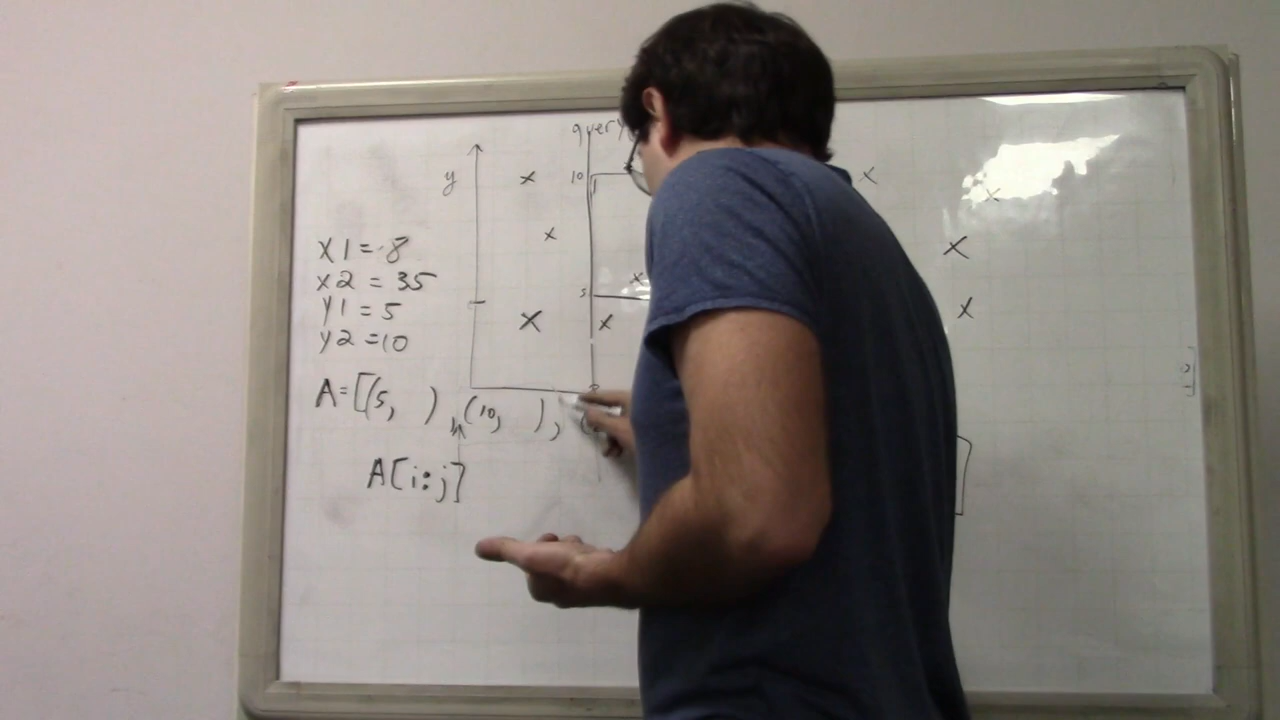 query
y
10
x1 = 8
x2 = 35
y1 = 5
5
y2 = 10
A=[(5, ), (10, ), (
A[i:j]